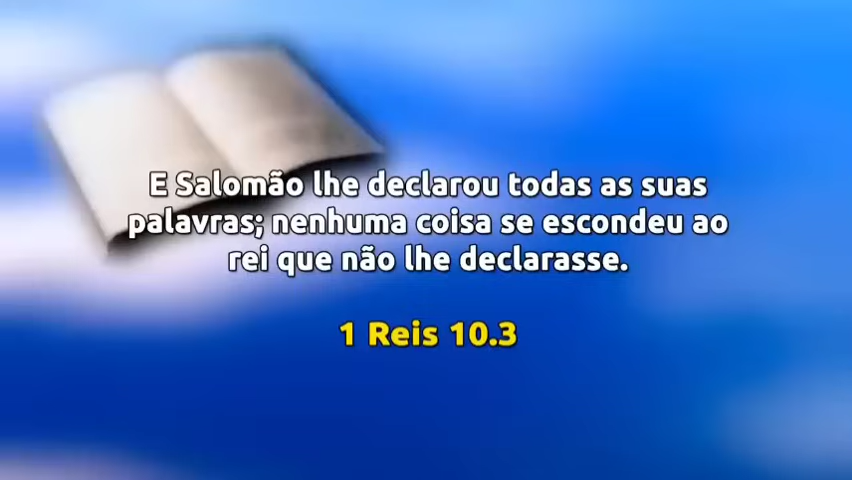 E Salomão lhe declarou todas as suas
palavras; nenhuma coisa se escondeu ao
rei que não lhe declarasse.
1 Reis 10.3